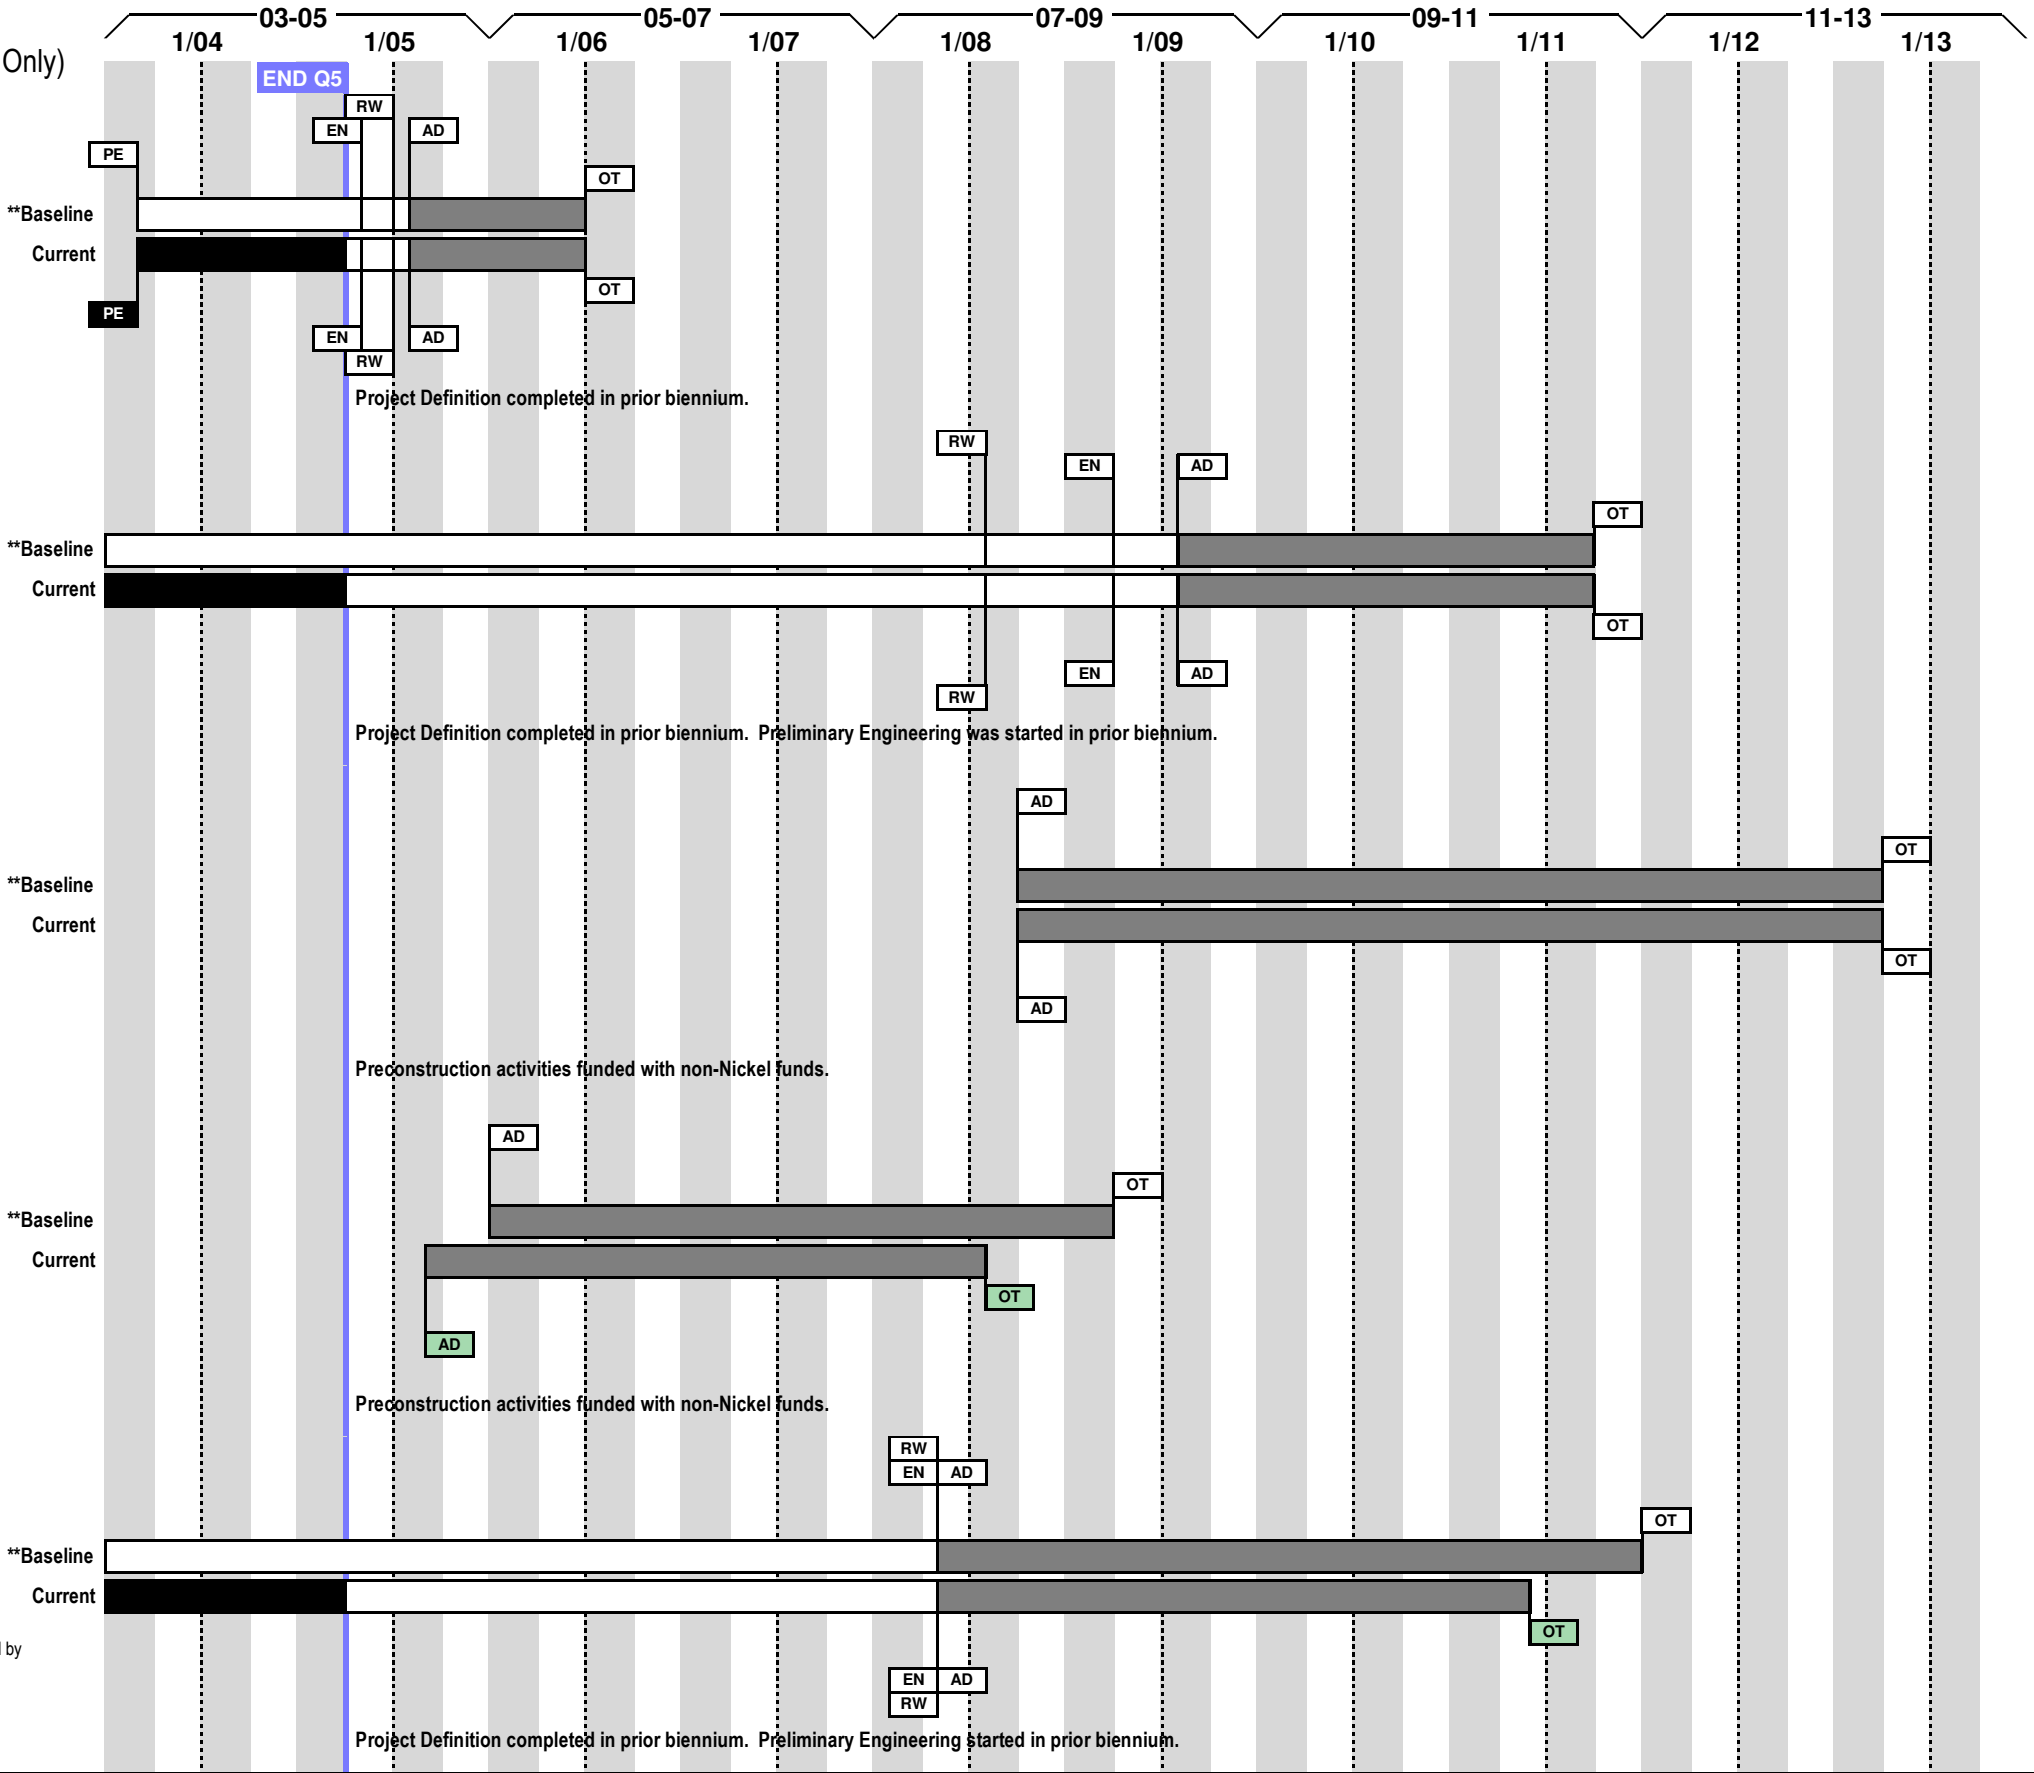 03-05 05-07 07-09 09-11 11-13
1/04 1/05 1/06 1/07 1/08 1/09 1/10 1/11 1/12 1/13
Only)
END Q5
RW
EN AD
PE
OT
**Baseline
Current
OT
PE
EN AD
RW
Project Definition completed in prior biennium.
RW
EN AD
OT
**Baseline
Current
OT
EN AD
RW
Project Definition completed in prior biennium. Preliminary Engineering was started in prior biennium.
AD
OT
**Baseline
Current
OT
AD
Preconstruction activities funded with non-Nickel funds.
AD
OT
**Baseline
Current
OT
AD
Preconstruction activities funded with non-Nickel funds.
RW
EN AD
OT
**Baseline
Current
OT
by
EN AD
RW
Project Definition completed in prior biennium. Preliminary Engineering started in prior biennium.